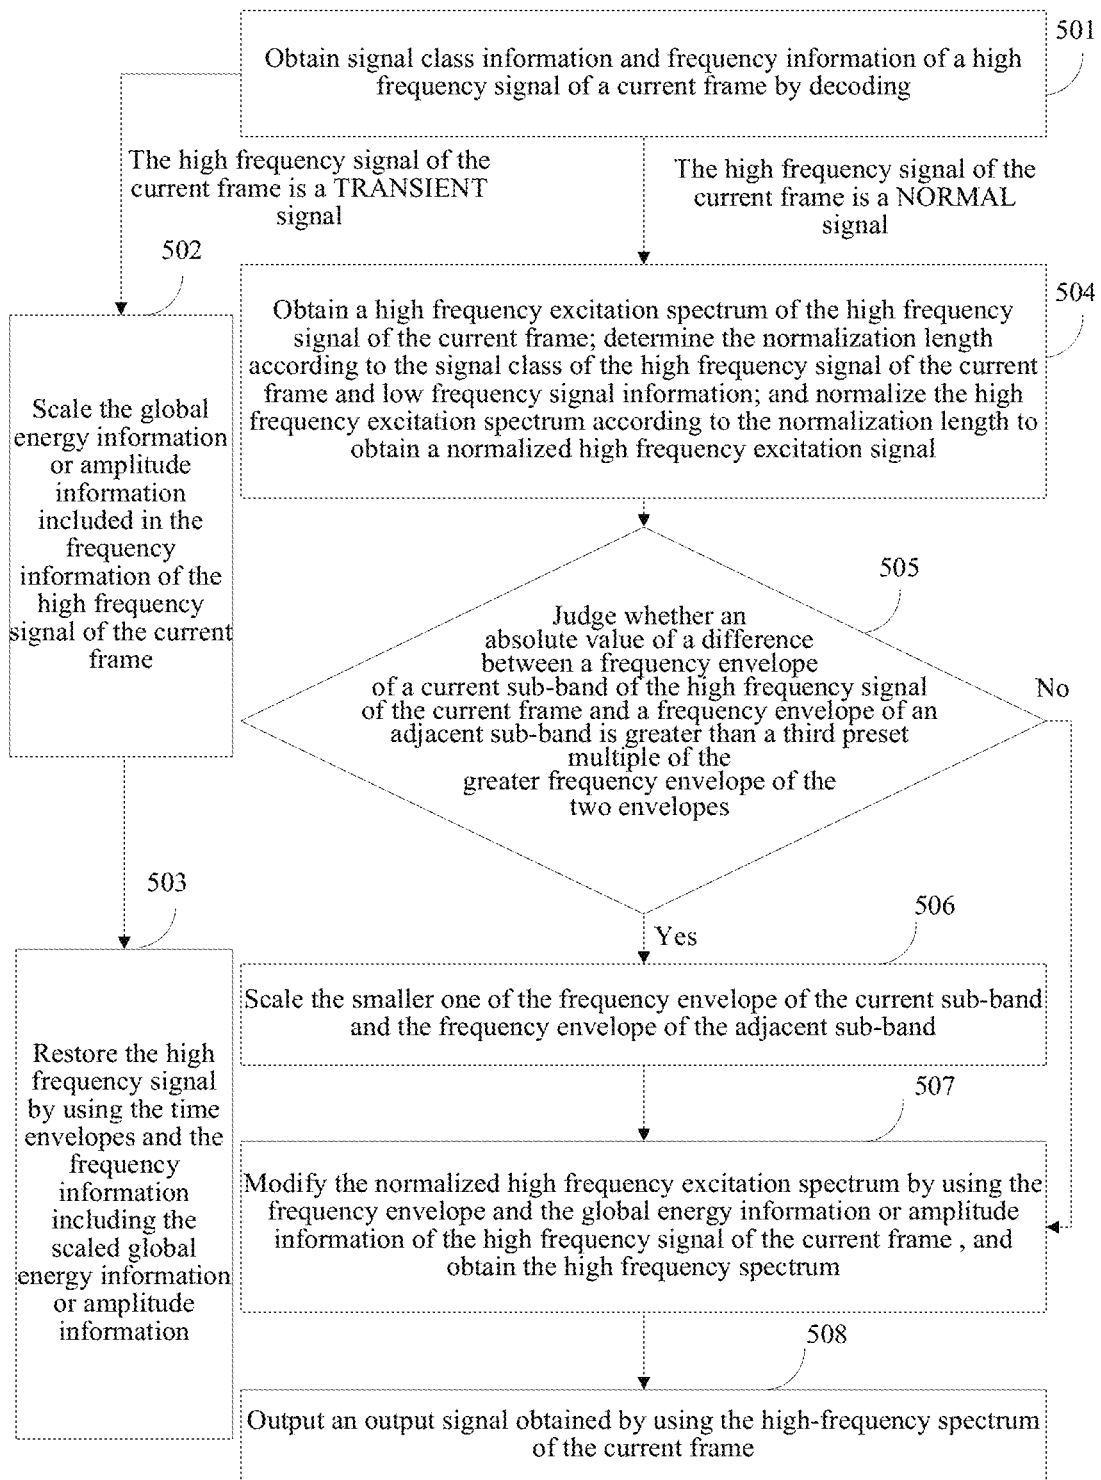 501
Obtain signal class information and frequency information of a high
frequency signal of a current frame by decoding
The high frequency signal of the
current frame is a TRANSIENT
signal
The high frequency signal of the
current frame is a NORMAL
signal
502
Scale the global
energy information
or amplitude
information
included in the
frequency
information of the
high frequency
signal of the current
frame
504
Obtain a high frequency excitation spectrum of the high frequency
signal of the current frame; determine the normalization length
according to the signal class of the high frequency signal of the current
frame and low frequency signal information; and normalize the high
frequency excitation spectrum according to the normalization length to
obtain a normalized high frequency excitation signal
505
Judge whether an
absolute value of a difference
between a frequency envelope
of a current sub-band of the high frequency signal
of the current frame and a frequency envelope of an
adjacent sub-band is greater than a third preset
multiple of the
greater frequency envelope of the
two envelopes
No
Yes
503
Restore the high
frequency signal
by using the time
envelopes and the
frequency
information
including the
scaled global
energy information
or amplitude
information
506
Scale the smaller one of the frequency envelope of the current sub-band
and the frequency envelope of the adjacent sub-band
507
Modify the normalized high frequency excitation spectrum by using the
frequency envelope and the global energy information or amplitude
information of the high frequency signal of the current frame , and
obtain the high frequency spectrum
508
Output an output signal obtained by using the high-frequency spectrum
of the current frame